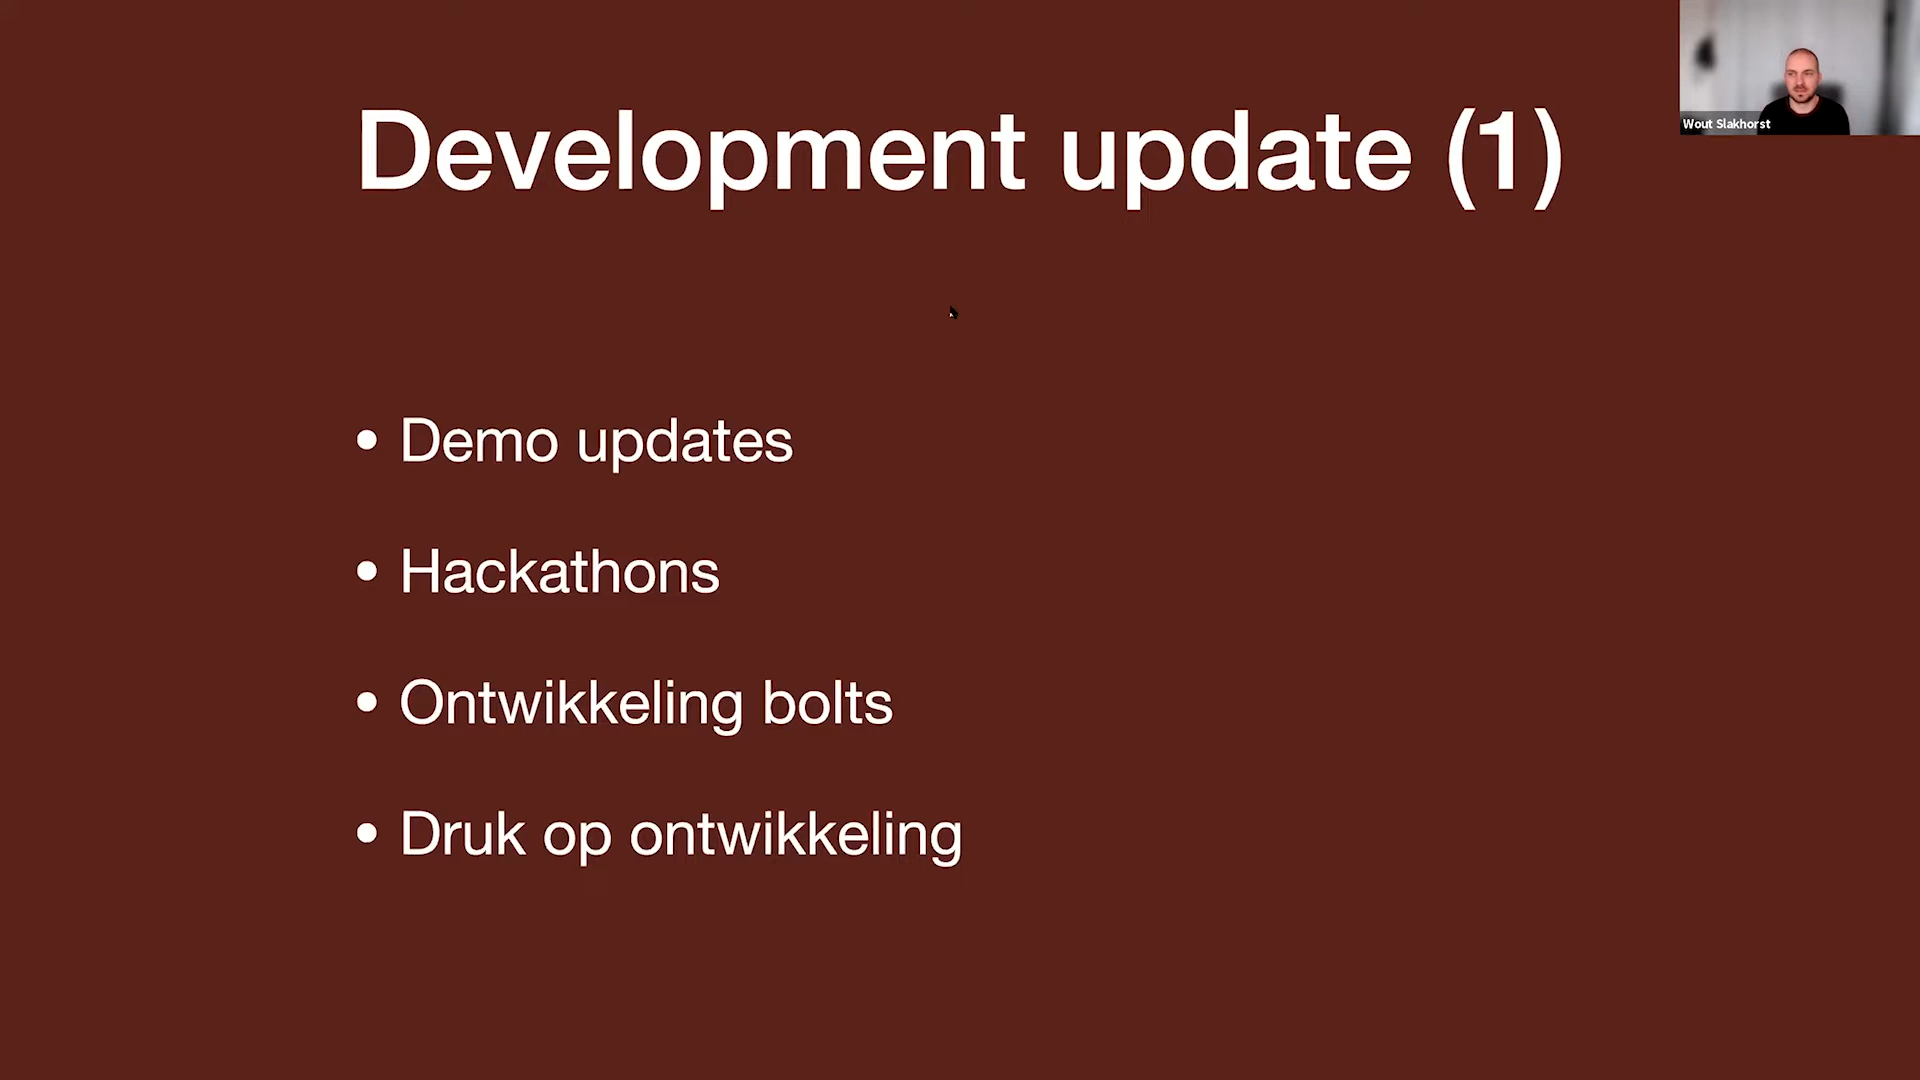 Development update (1)
Wout Slakhorst
• Demo updates
• Hackathons
• Ontwikkeling bolts
• Druk op ontwikkeling